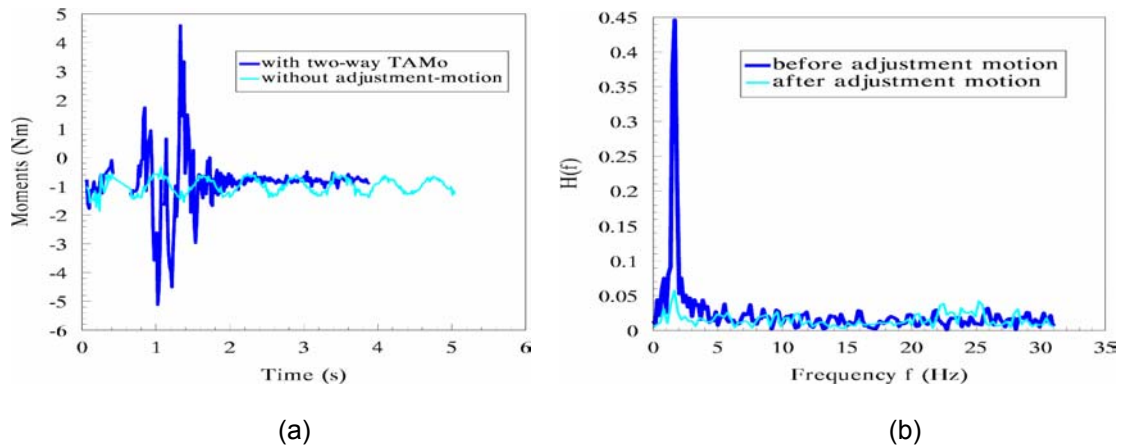 5
4
3
2
1
0
-1
-2
-3
-4
-5
-6
Moments (Nm)
with two-way TAMo
without adjustment-motion
0 1 2 3 4 5 6
Time (s)
(a)
0.45
0.4
0.35
0.3
0.25
0.2
0.15
0.1
0.05
0
H(f)
before adjustment motion
after adjustment motion
0 5 10 15 20 25 30 35
Frequency f (Hz)
(b)